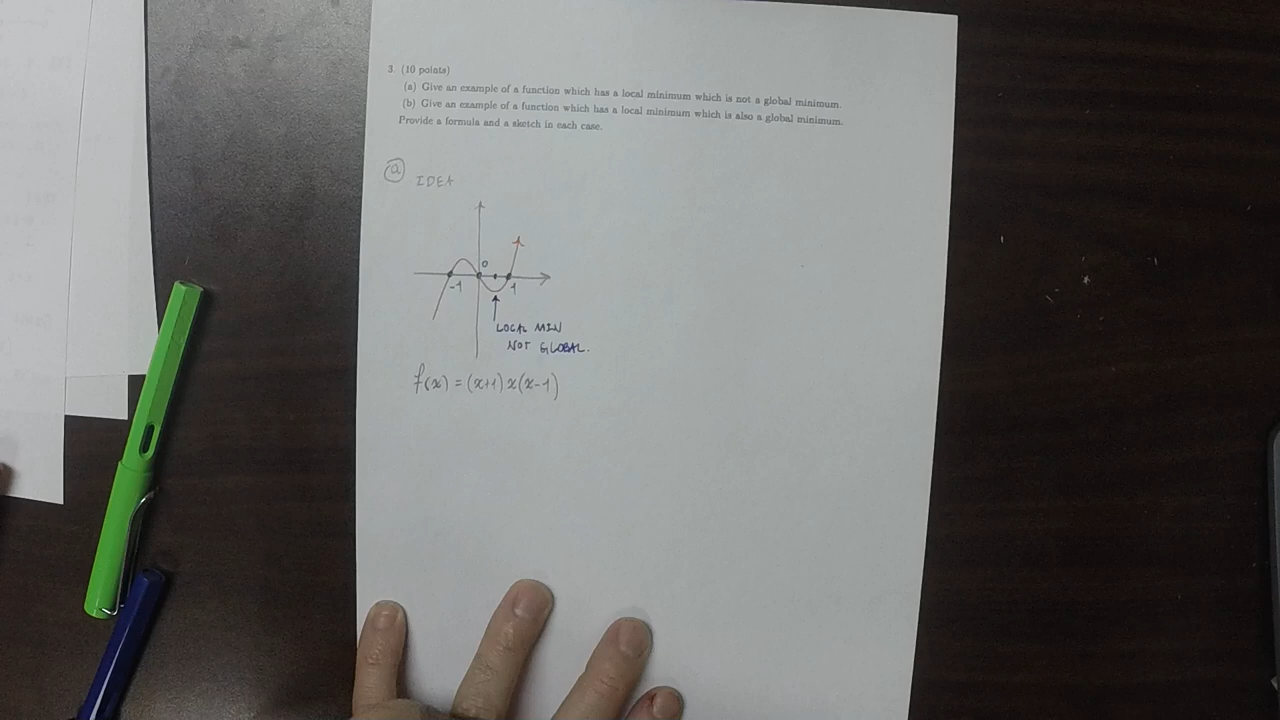 3. (10 points)
(a) Give an example of a function which has a local minimum which is not a global minimum.
(b) Give an example of a function which has a local minimum which is also a global minimum.
Provide a formula and a sketch in each case.
(a) IDEA
0
-1 1
LOCAL MIN
NOT GLOBAL.
f(x) = (x+1)x(x-1)